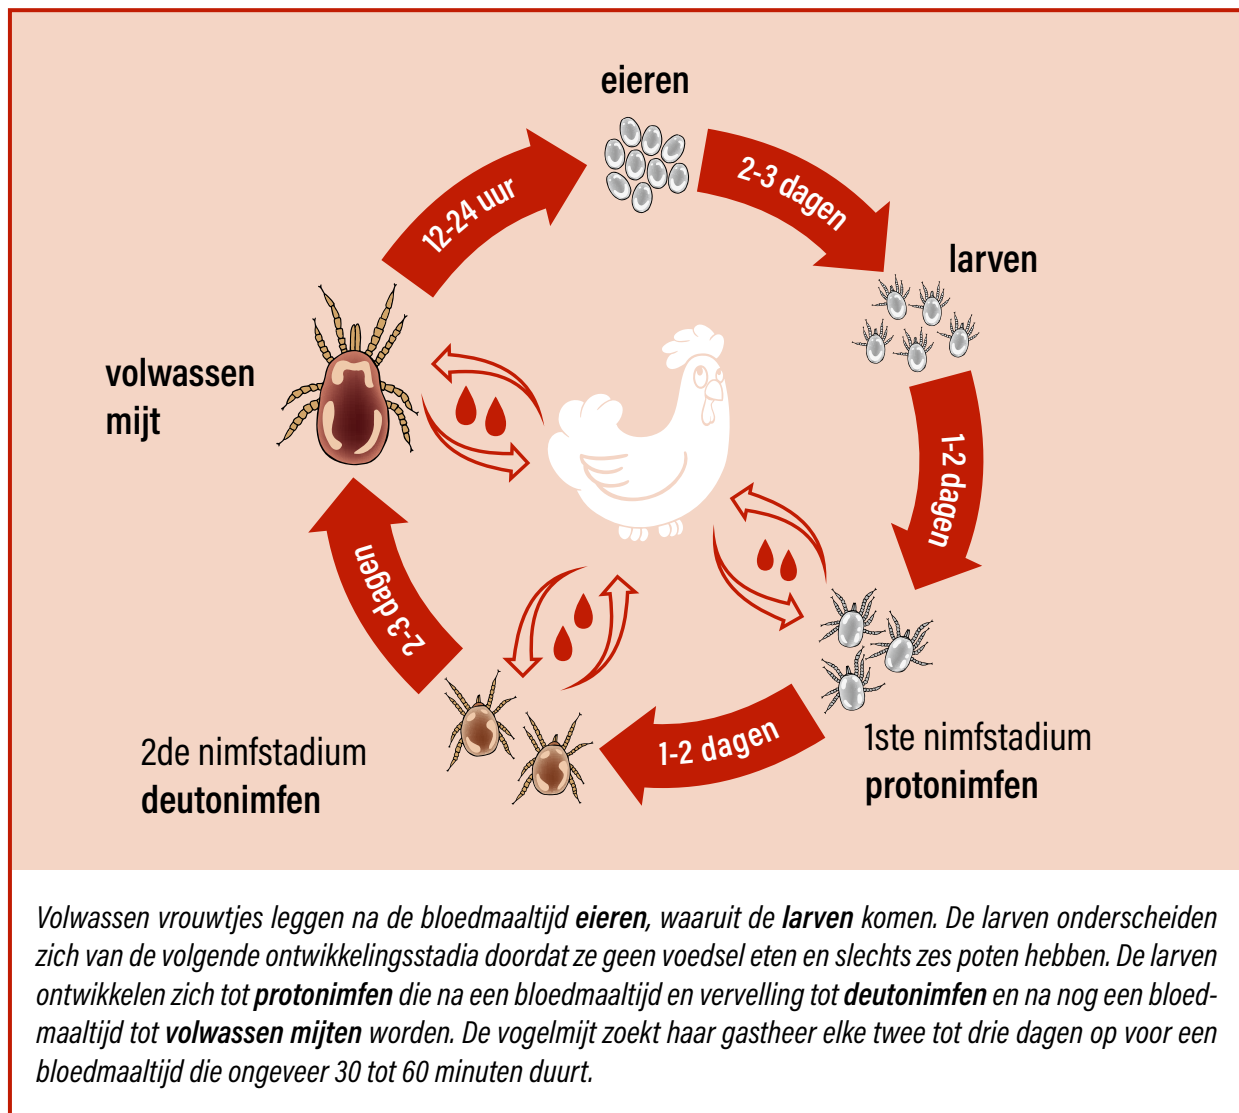 eieren
2-3 dagen
larven
1-2 dagen
1ste nimfstadium
protonimfen
1-2 dagen
2de nimfstadium
deutonimfen
2-3 dagen
volwassen
mijt
12-24 uur
Volwassen vrouwtjes leggen na de bloedmaaltijd eieren, waaruit de larven komen. De larven onderscheiden
zich van de volgende ontwikkelingsstadia doordat ze geen voedsel eten en slechts zes poten hebben. De larven
ontwikkelen zich tot protonimfen die na een bloedmaaltijd en vervelling tot deutonimfen en na nog een bloed-
maaltijd tot volwassen mijten worden. De vogelmijt zoekt haar gastheer elke twee tot drie dagen op voor een
bloedmaaltijd die ongeveer 30 tot 60 minuten duurt.